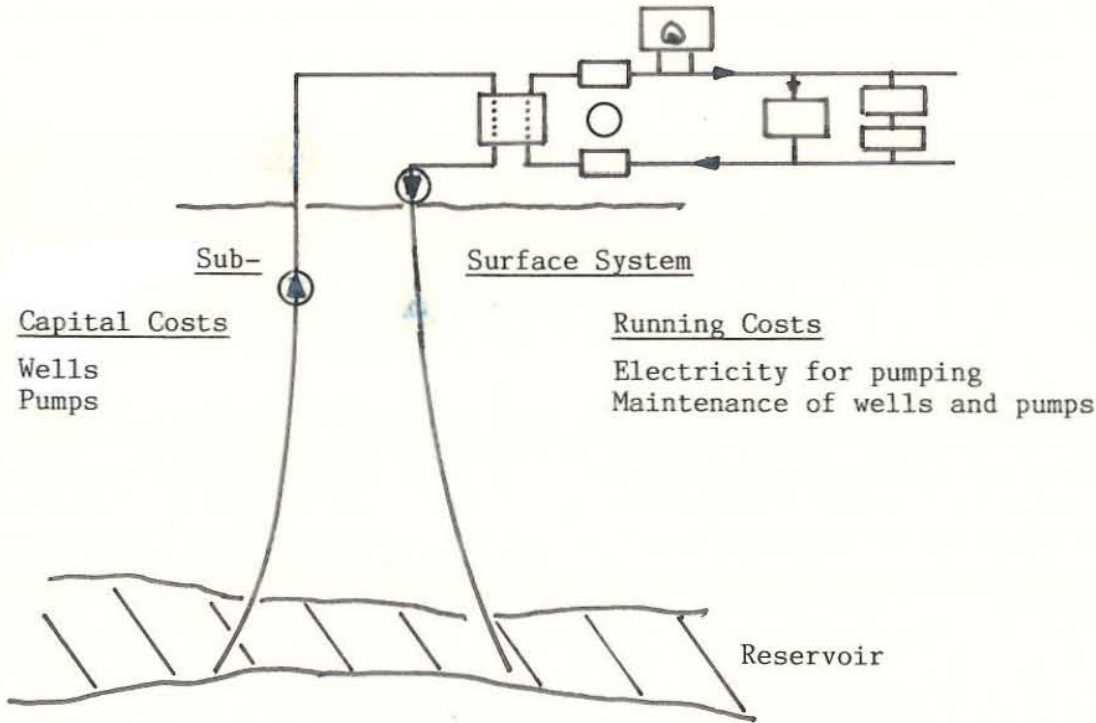 Sub- Surface System
Capital Costs
Wells
Pumps
Running Costs
Electricity for pumping
Maintenance of wells and pumps
Reservoir